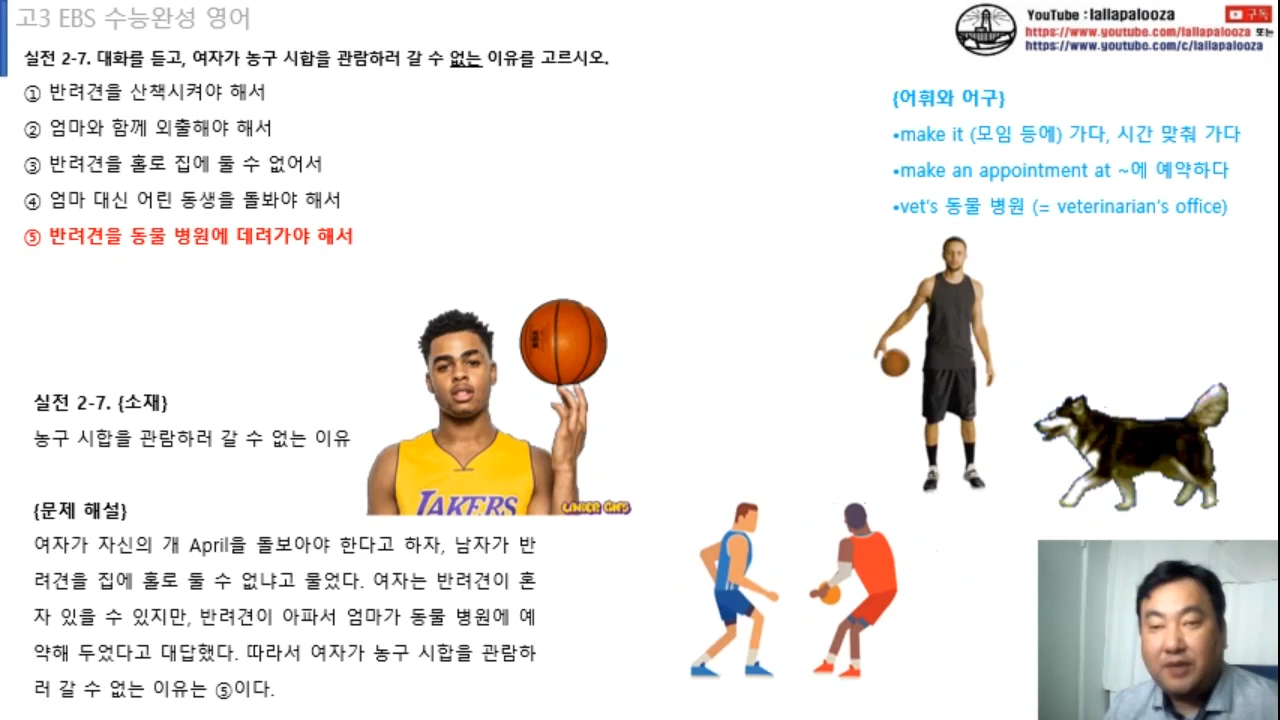 고3 EBS 수능완성 영어
실전 2-7. 대화를 듣고, 여자가 농구 시합을 관람하러 갈 수 없는 이유를 고르시오.
① 반려견을 산책시켜야 해서
② 엄마와 함께 외출해야 해서
③ 반려견을 홀로 집에 둘 수 없어서
④ 엄마 대신 어린 동생을 돌봐야 해서
⑤ 반려견을 동물 병원에 데려가야 해서
YouTube : lallapalooza
구독
https://www.youtube.com/lallapalooza 또는
https://www.youtube.com/c/lallapalooza
{어휘와 어구}
•make it (모임 등에) 가다, 시간 맞춰 가다
•make an appointment at ~에 예약하다
•vet's 동물 병원 (= veterinarian's office)
실전 2-7. {소재}
농구 시합을 관람하러 갈 수 없는 이유
LAKERS
{문제 해설}
여자가 자신의 개 April을 돌보아야 한다고 하자, 남자가 반
려견을 집에 홀로 둘 수 없냐고 물었다. 여자는 반려견이 혼
자 있을 수 있지만, 반려견이 아파서 엄마가 동물 병원에 예
약해 두었다고 대답했다. 따라서 여자가 농구 시합을 관람하
러 갈 수 없는 이유는 ⑤이다.